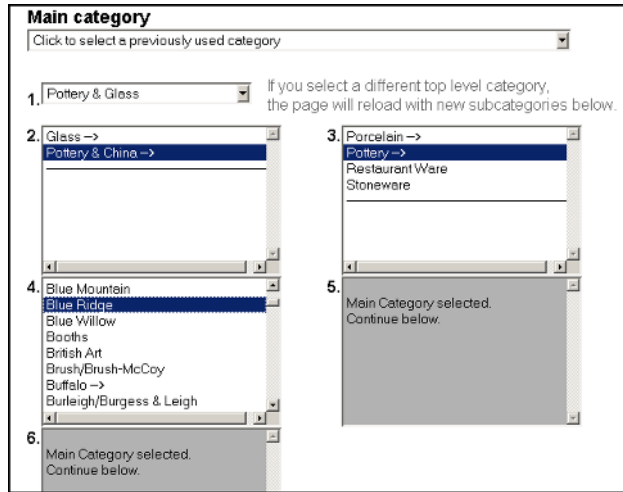 Main category
Click to select a previously used category
1. Pottery & Glass
If you select a different top level category,
the page will reload with new subcategories below.
2. Glass –>
Pottery & China –>
3. Porcelain –>
Pottery –>
Restaurant Ware
Stoneware
4. Blue Mountain
Blue Ridge
Blue Willow
Booths
British Art
Brush/Brush-McCoy
Buffalo –>
Burleigh/Burgess & Leigh
5. Main Category selected.
Continue below.
6. Main Category selected.
Continue below.